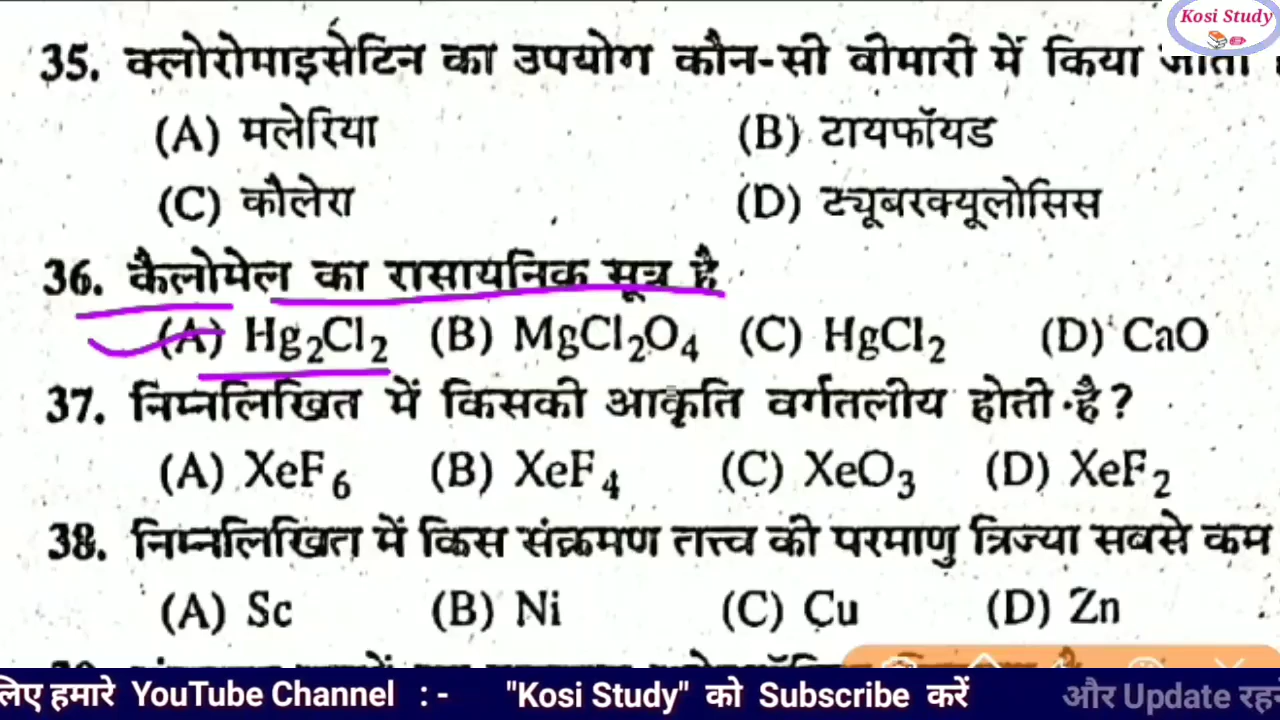 Kosi Study
35. क्लोरोमाइसेटिन का उपयोग कौन-सी बीमारी में किया जाता
(A) मलेरिया (B) टायफॉयड
(C) कौलेरा (D) ट्यूबरक्यूलोसिस
36. कैलोमेल का रासायनिक सूत्र है
(A) Hg₂Cl₂ (B) MgCl₂O₄ (C) HgCl₂ (D) CaO
37. निम्नलिखित में किसकी आकृति वर्गतलीय होती है?
(A) XeF₆ (B) XeF₄ (C) XeO₃ (D) XeF₂
38. निम्नलिखित में किस संक्रमण तत्त्व की परमाणु त्रिज्या सबसे कम
(A) Sc (B) Ni (C) Cu (D) Zn
लिए हमारे YouTube Channel :- "Kosi Study" को Subscribe करें और Update